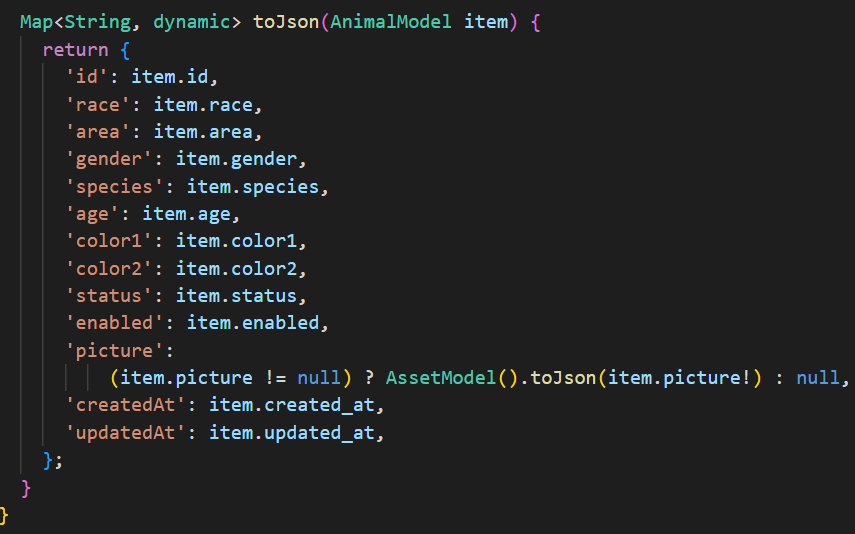 Map<String, dynamic> toJson(AnimalModel item) {
return {
'id': item.id,
'race': item.race,
'area': item.area,
'gender': item.gender,
'species': item.species,
'age': item.age,
'color1': item.color1,
'color2': item.color2,
'status': item.status,
'enabled': item.enabled,
'picture':
(item.picture != null) ? AssetModel().toJson(item.picture!) : null,
'createdAt': item.created_at,
'updatedAt': item.updated_at,
};
}
}